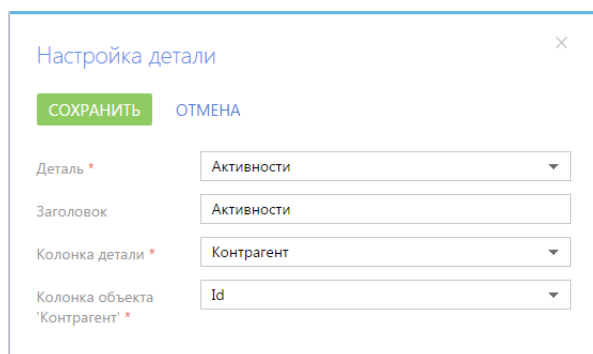 Настройка детали
СОХРАНИТЬ ОТМЕНА
Деталь * Активности
Заголовок Активности
Колонка детали * Контрагент
Колонка объекта
'Контрагент' * Id